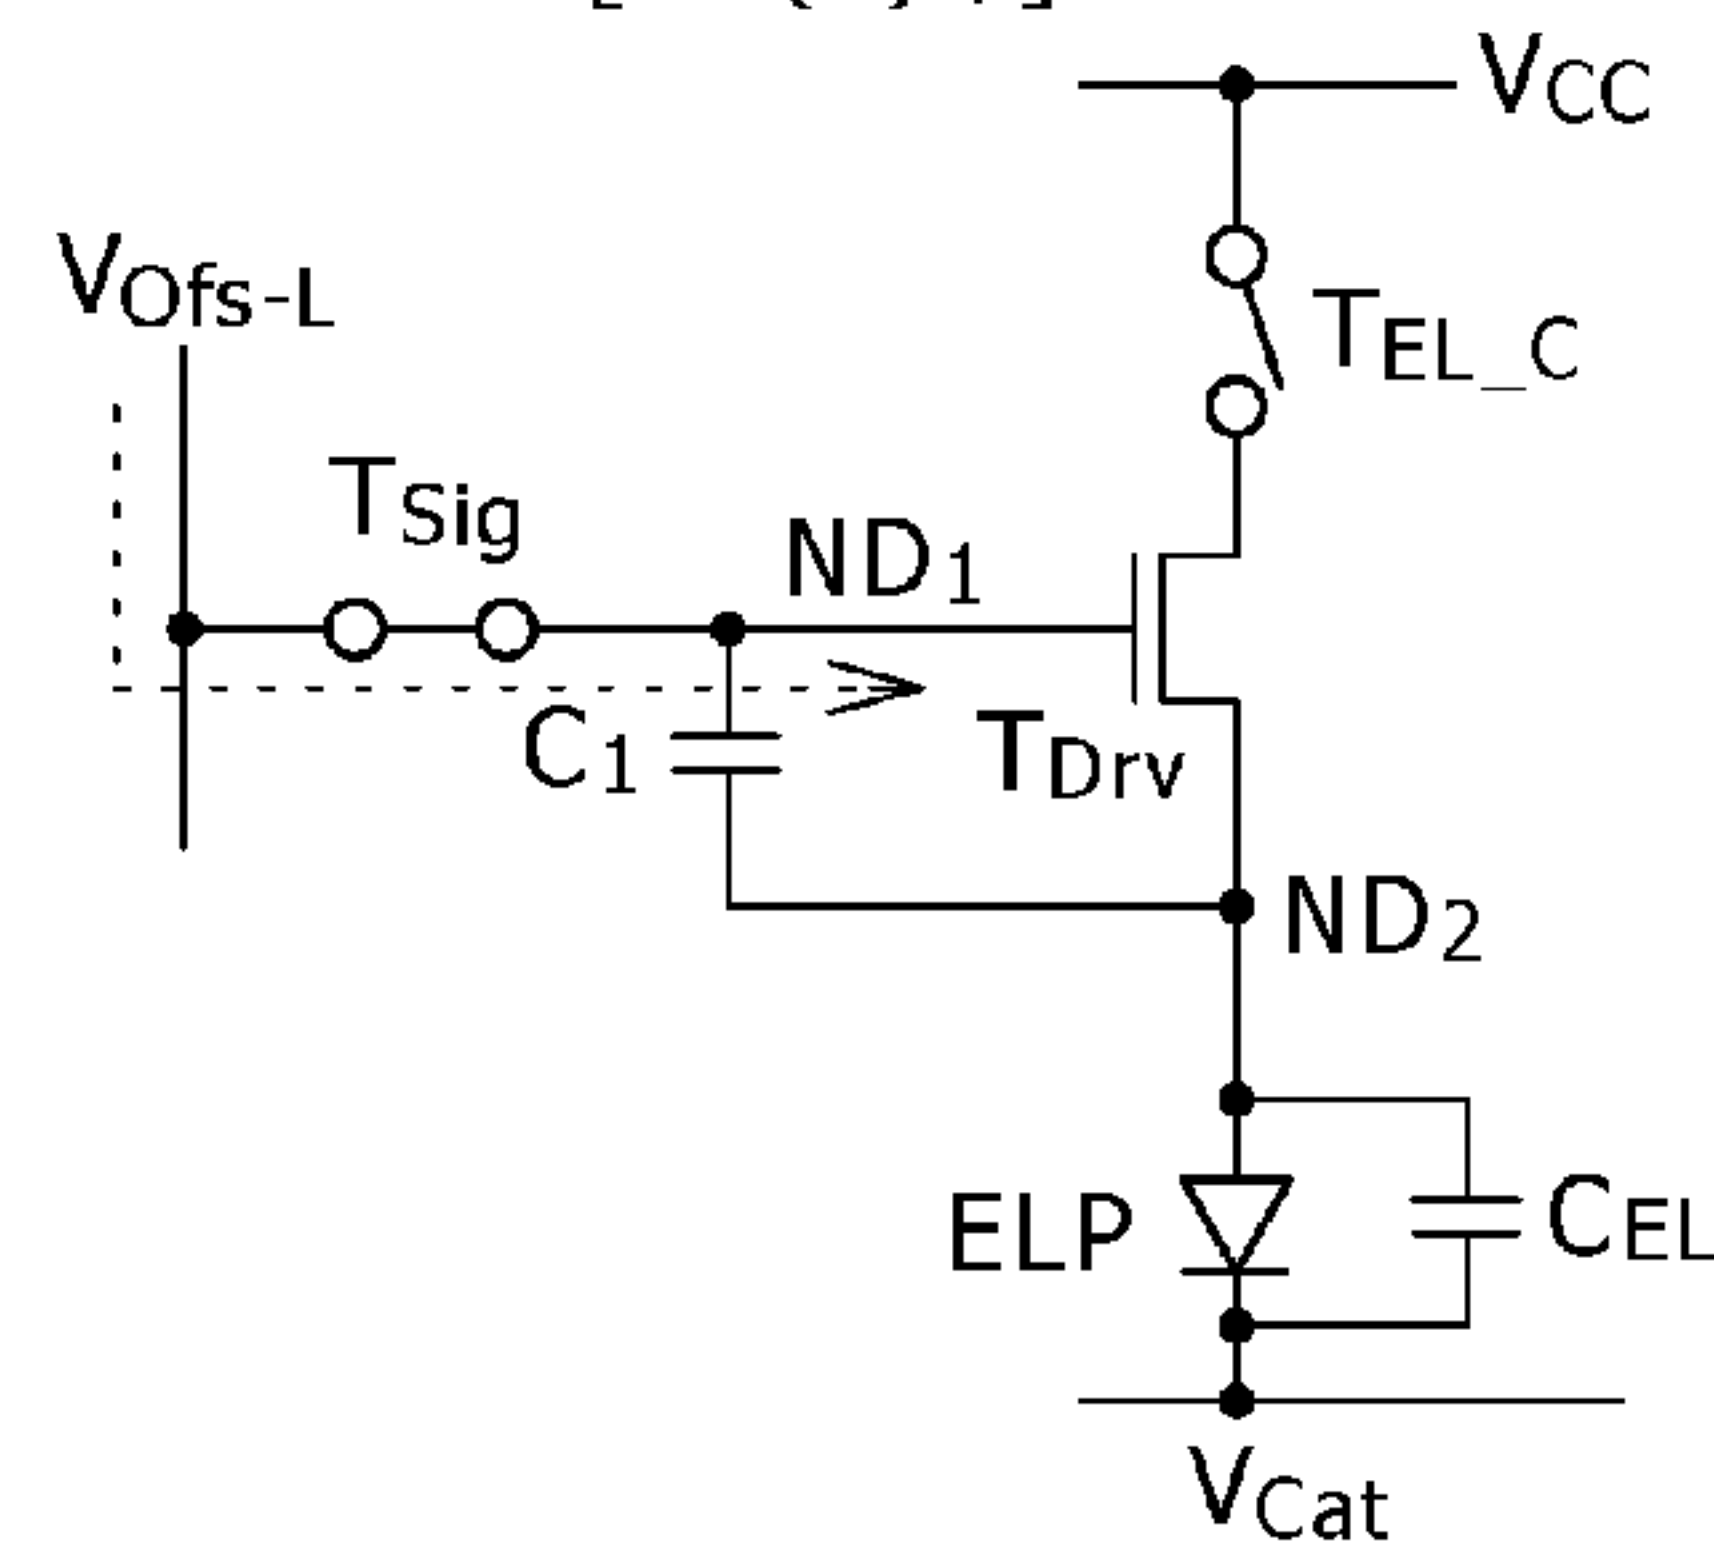 VCC
VOfs-L
TEL_C
TSig
ND1
C1
TDrv
ND2
ELP
CEL
VCat